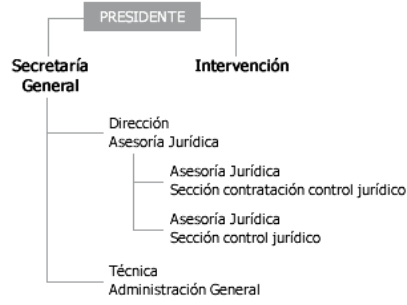 PRESIDENTE
Secretaría
General
Intervención
Dirección
Asesoría Jurídica
Asesoría Jurídica
Sección contratación control jurídico
Asesoría Jurídica
Sección control jurídico
Técnica
Administración General